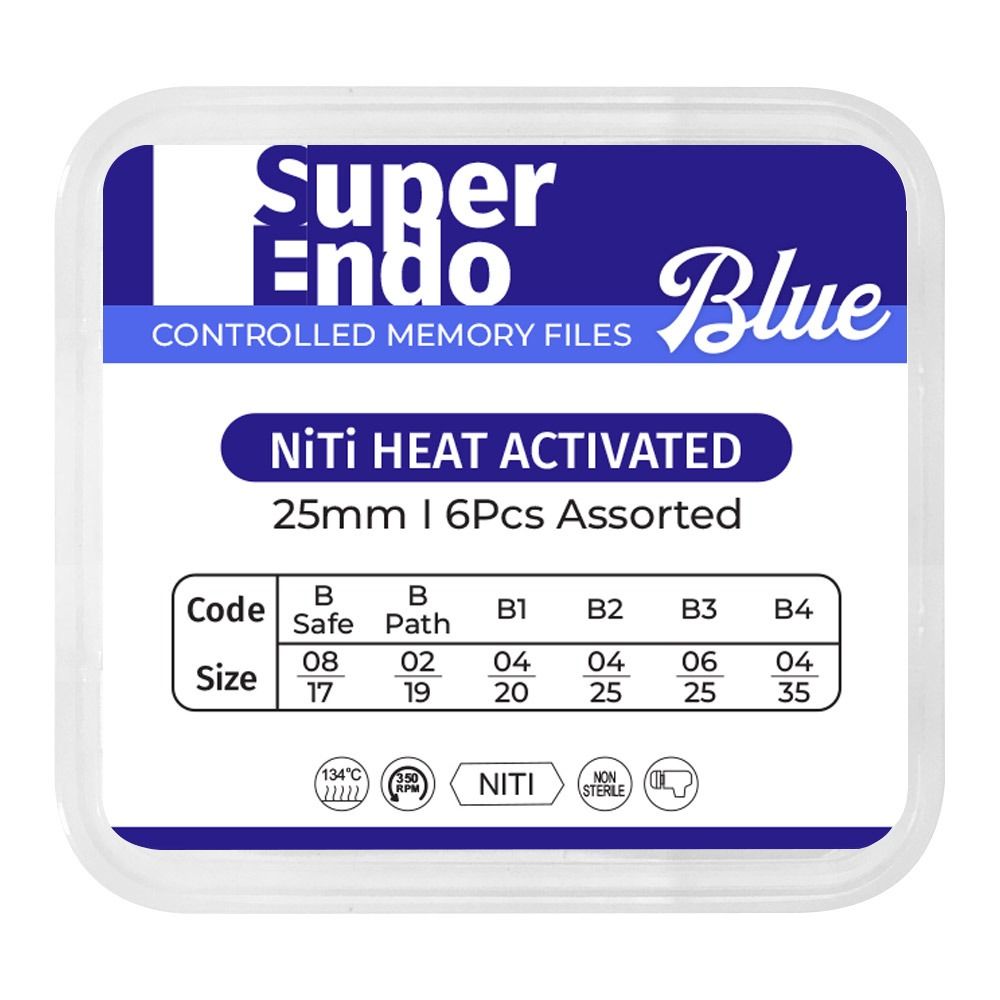 Super
Endo
Blue
CONTROLLED MEMORY FILES
NiTi HEAT ACTIVATED
25mm I 6Pcs Assorted
Code B Safe B Path B1 B2 B3 B4
Size 08/17 02/19 04/20 04/25 06/25 04/35
134°C 350 RPM NITI NON STERILE